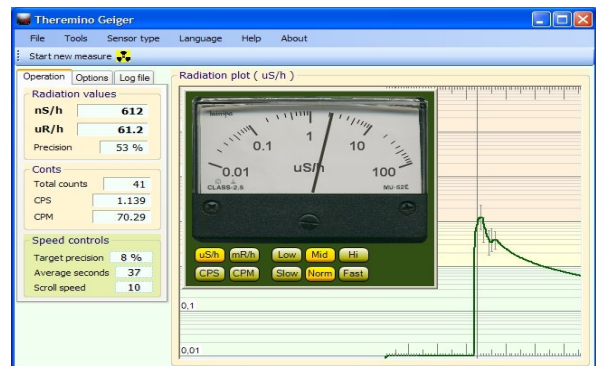 Theremino Geiger
File Tools Sensor type Language Help About
Start new measure
Operation Options Log file
Radiation values
nS/h 612
uR/h 61.2
Precision 53 %
Conts
Total counts 41
CPS 1.139
CPM 70.29
Speed controls
Target precision 8 %
Average seconds 37
Scroll speed 10
Radiation plot ( uS/h )
0.01 0.1 1 10 100
uS/h
CLASS-2.5 MU-52E
uS/h mR/h Low Mid Hi
CPS CPM Slow Norm Fast
0,1
0,01